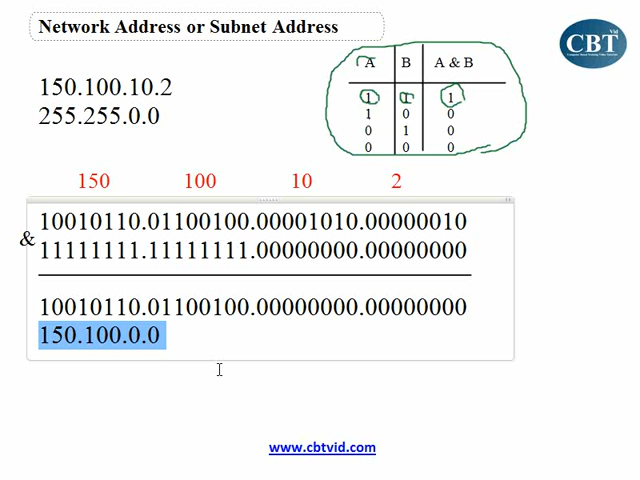 Network Address or Subnet Address
Vid
CBT
150.100.10.2
255.255.0.0
A B A & B
1 1 1
1 0 0
0 1 0
0 0 0
150 100 10 2
10010110.01100100.00001010.00000010
& 11111111.11111111.00000000.00000000
10010110.01100100.00000000.00000000
150.100.0.0
www.cbtvid.com